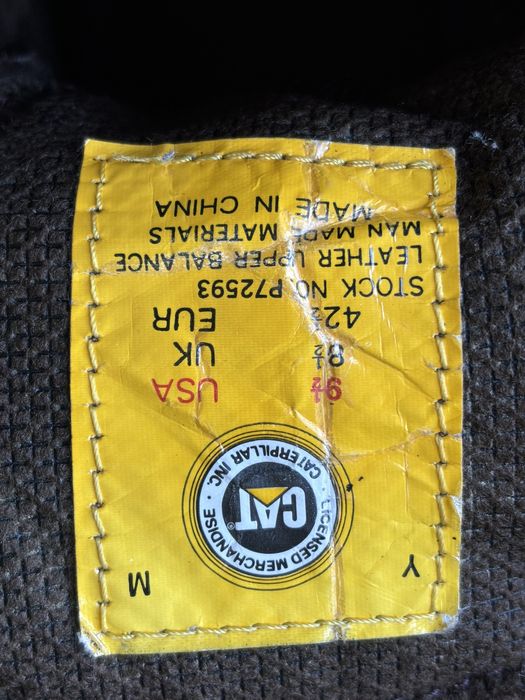 Y M
LICENSED MERCHANDISE
CAT®
· CATERPILLAR INC. ·
9½ USA
8½ UK
42½ EUR
STOCK NO. P72593
LEATHER UPPER BALANCE
MAN MADE MATERIALS
MADE IN CHINA